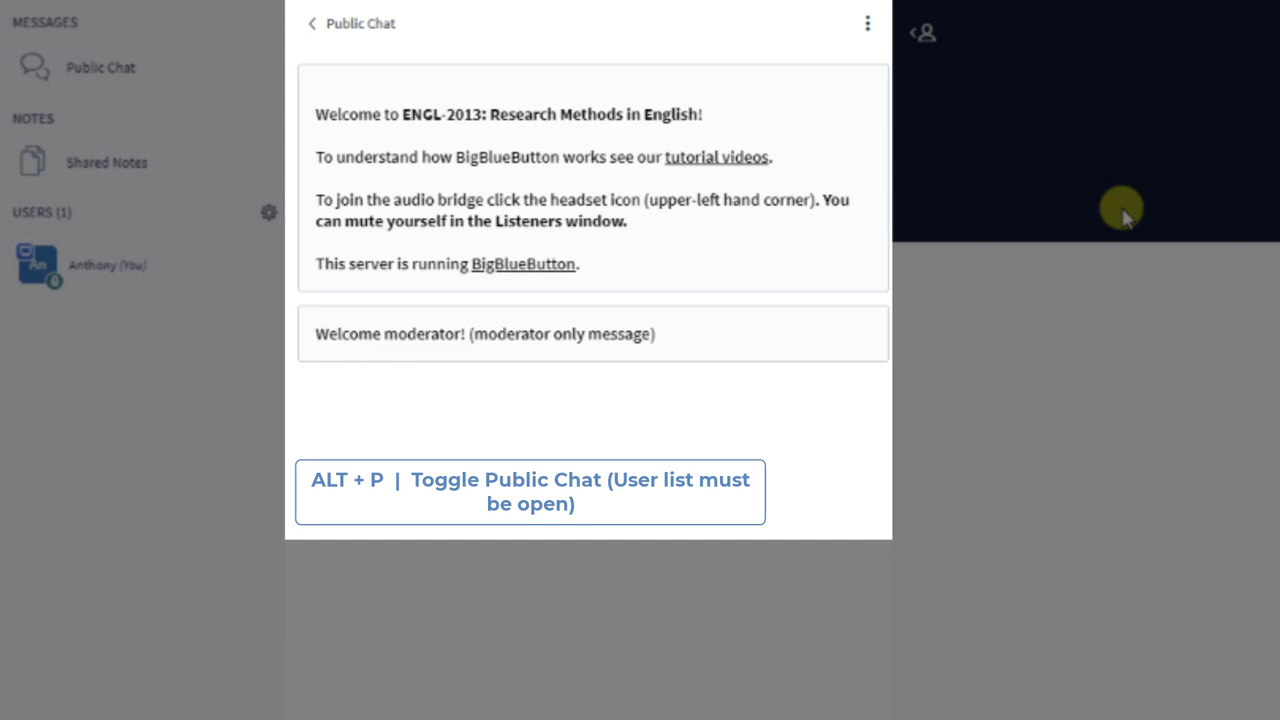 MESSAGES
Public Chat
NOTES
Shared Notes
USERS (1)
An
Anthony (You)
Public Chat
Welcome to ENGL-2013: Research Methods in English!
To understand how BigBlueButton works see our tutorial videos.
To join the audio bridge click the headset icon (upper-left hand corner). You
can mute yourself in the Listeners window.
This server is running BigBlueButton.
Welcome moderator! (moderator only message)
ALT + P | Toggle Public Chat (User list must
be open)